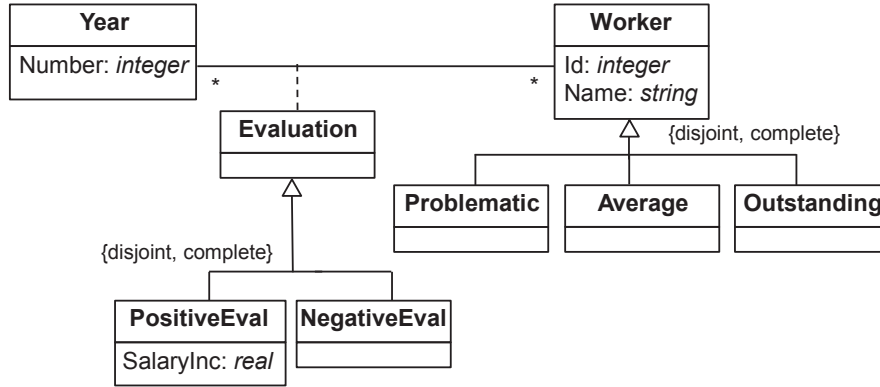 Year
Number: integer
*
*
Worker
Id: integer
Name: string
Evaluation
{disjoint, complete}
Problematic
Average
Outstanding
{disjoint, complete}
PositiveEval
SalaryInc: real
NegativeEval